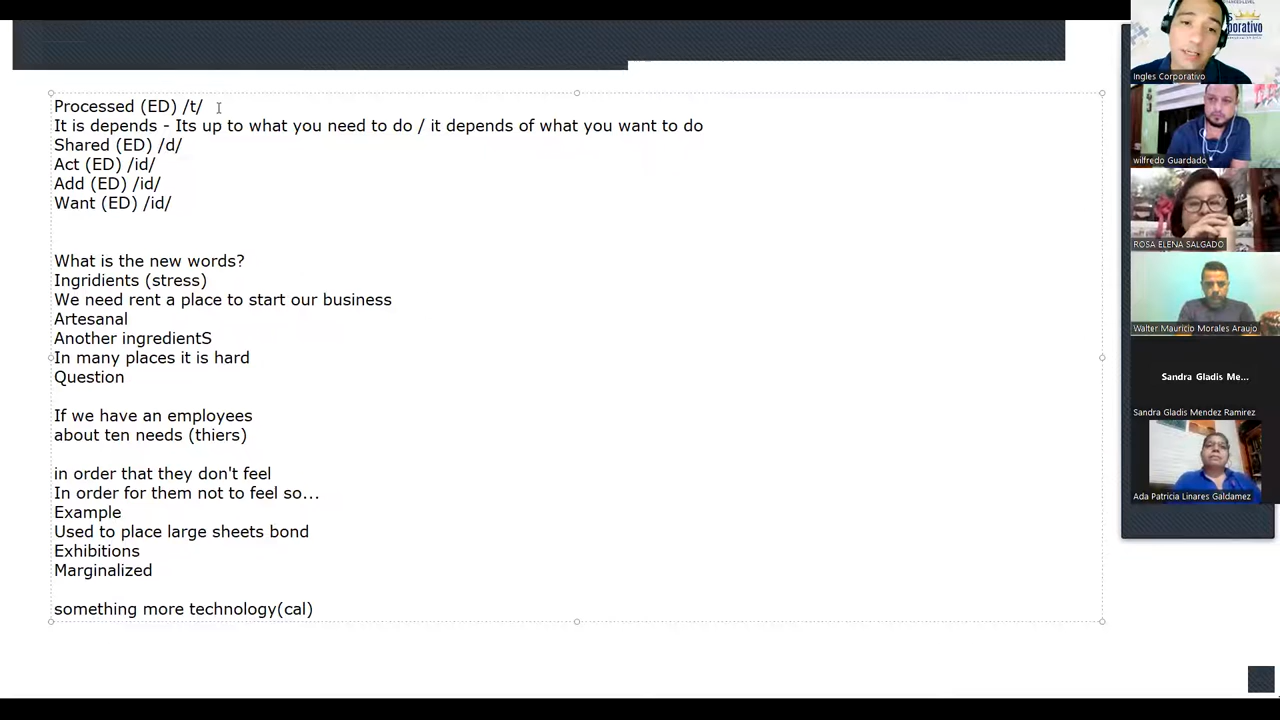 Processed (ED) /t/
It is depends - Its up to what you need to do / it depends of what you want to do
Shared (ED) /d/
Act (ED) /id/
Add (ED) /id/
Want (ED) /id/
What is the new words?
Ingridients (stress)
We need rent a place to start our business
Artesanal
Another ingredientS
In many places it is hard
Question
If we have an employees
about ten needs (thiers)
in order that they don't feel
In order for them not to feel so...
Example
Used to place large sheets bond
Exhibitions
Marginalized
something more technology(cal)
Ingles Corporativo
wilfredo Guardado
ROSA ELENA SALGADO
Walter Mauricio Morales Araujo
Sandra Gladis Me...
Sandra Gladis Mendez Ramirez
Ada Patricia Linares Galdamez